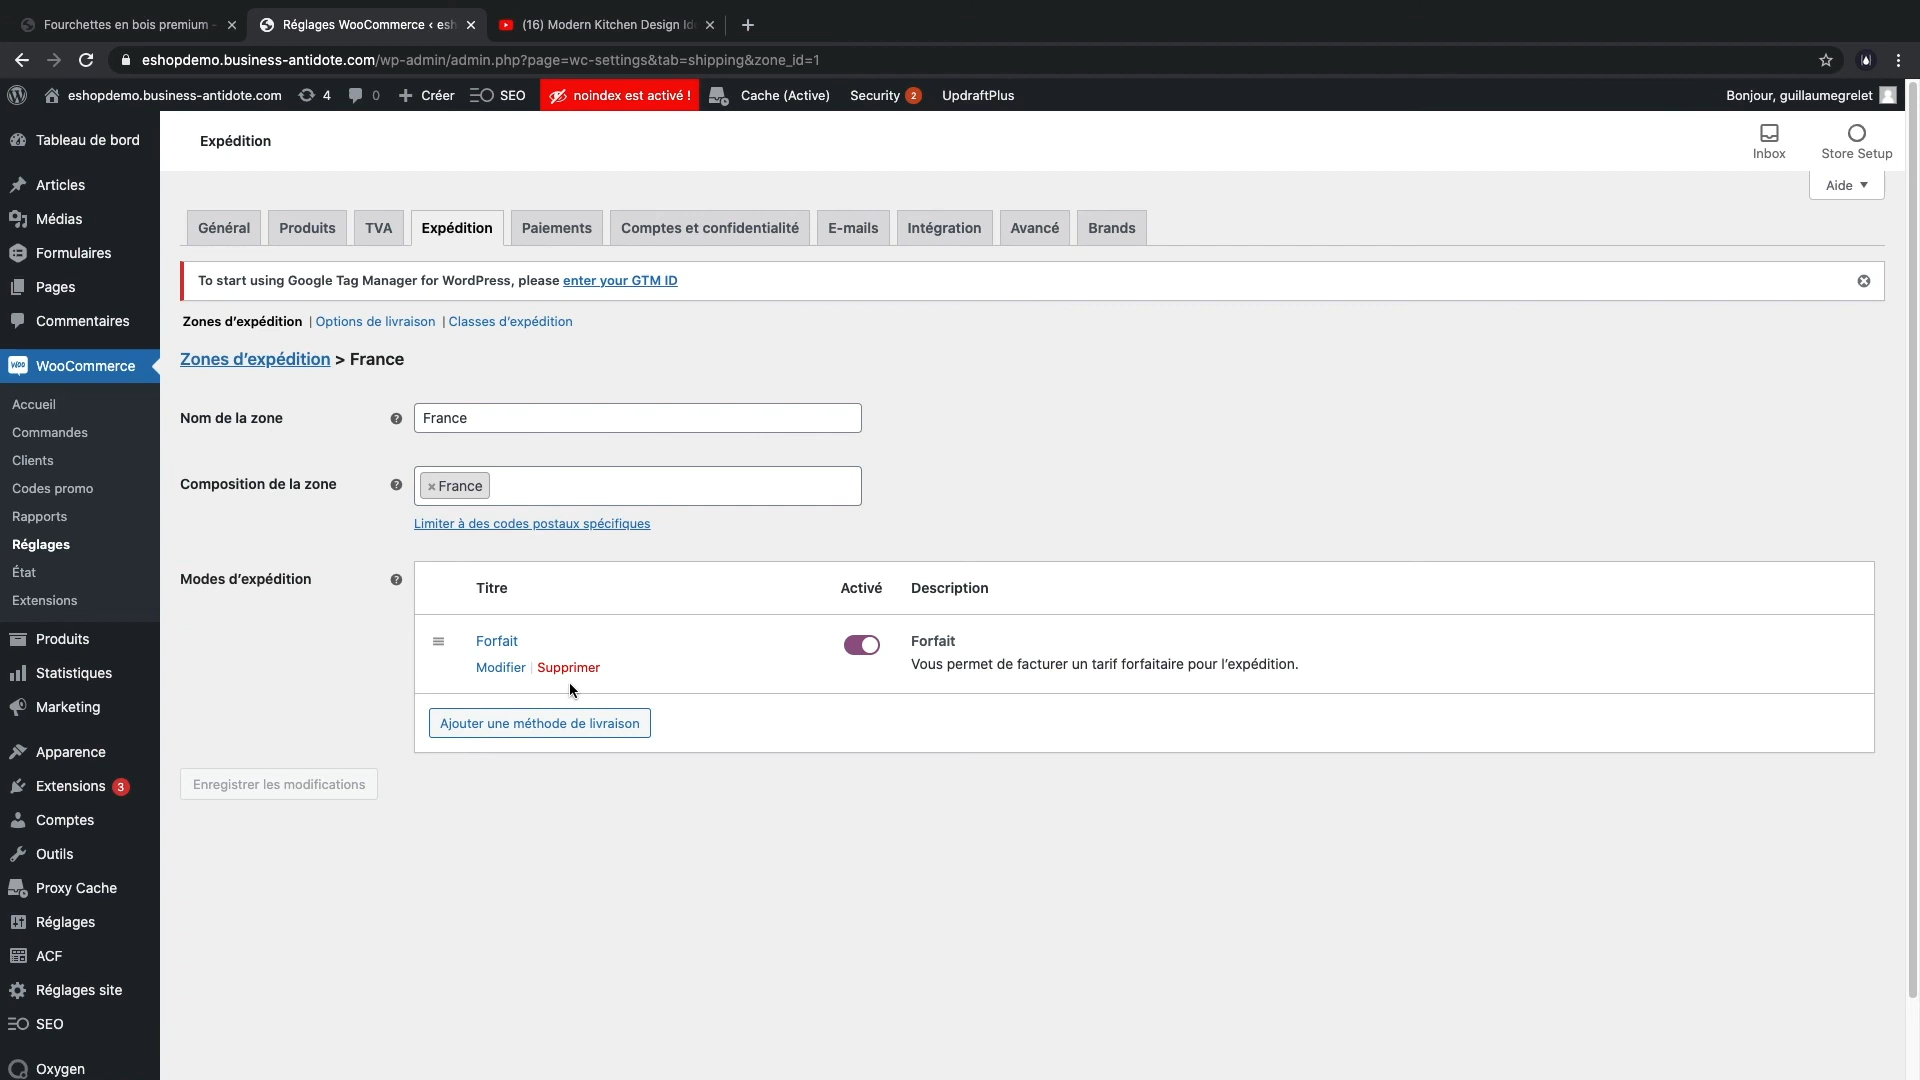 Fourchettes en bois premium -
Réglages WooCommerce ‹ esh
(16) Modern Kitchen Design Id
eshopdemo.business-antidote.com/wp-admin/admin.php?page=wc-settings&tab=shipping&zone_id=1
eshopdemo.business-antidote.com
4
0
Créer
SEO
noindex est activé !
Cache (Active)
Security 2
UpdraftPlus
Bonjour, guillaumegrelet
Tableau de bord
Articles
Médias
Formulaires
Pages
Commentaires
WooCommerce
Accueil
Commandes
Clients
Codes promo
Rapports
Réglages
État
Extensions
Produits
Statistiques
Marketing
Apparence
Extensions 3
Comptes
Outils
Proxy Cache
Réglages
ACF
Réglages site
SEO
Oxygen
Expédition
Inbox
Store Setup
Aide
Général
Produits
TVA
Expédition
Paiements
Comptes et confidentialité
E-mails
Intégration
Avancé
Brands
To start using Google Tag Manager for WordPress, please enter your GTM ID
Zones d'expédition | Options de livraison | Classes d'expédition
Zones d'expédition > France
Nom de la zone
France
Composition de la zone
× France
Limiter à des codes postaux spécifiques
Modes d'expédition
Titre
Activé
Description
Forfait
Modifier | Supprimer
Forfait
Vous permet de facturer un tarif forfaitaire pour l'expédition.
Ajouter une méthode de livraison
Enregistrer les modifications